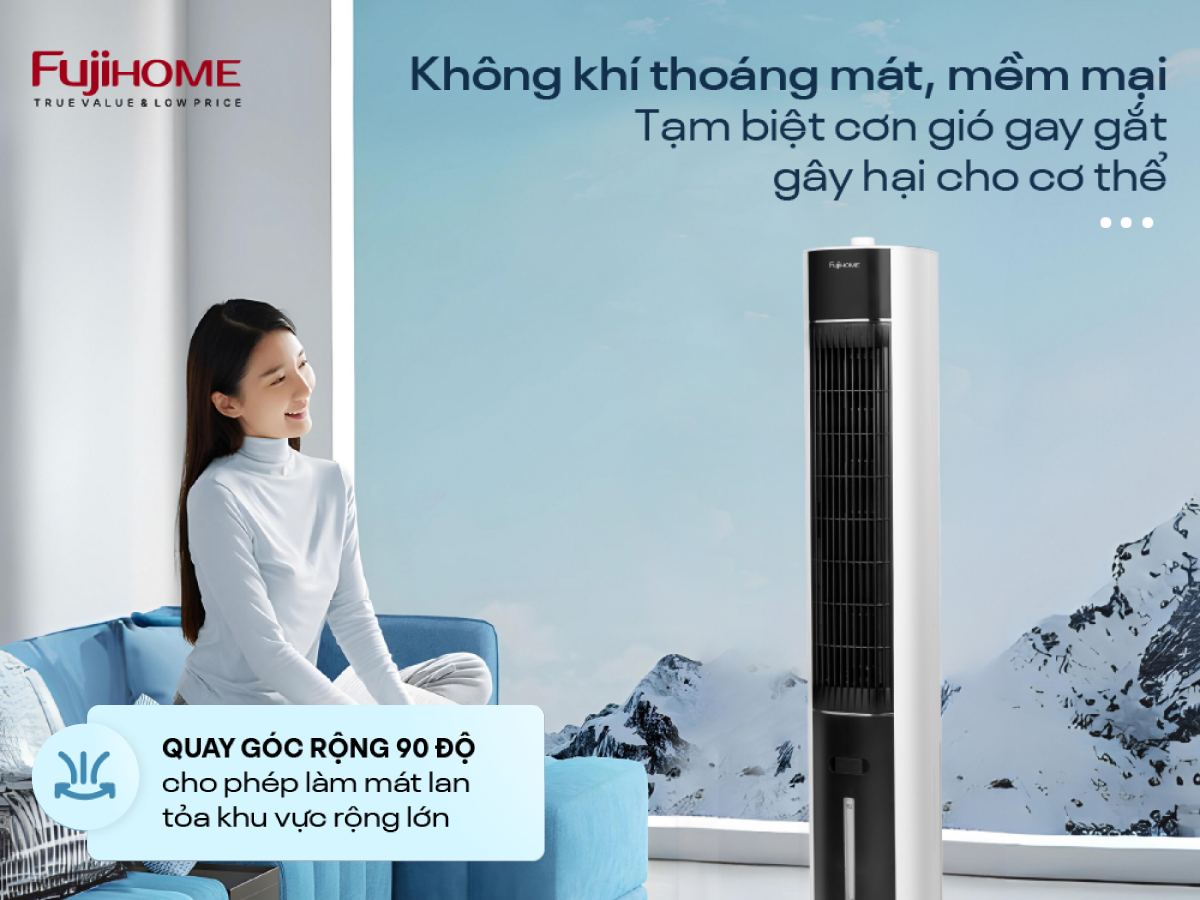 FujiHOME
TRUE VALUE & LOW PRICE
Không khí thoáng mát, mềm mại
Tạm biệt cơn gió gay gắt
gây hại cho cơ thể
FujiHOME
QUAY GÓC RỘNG 90 ĐỘ
cho phép làm mát lan
tỏa khu vực rộng lớn